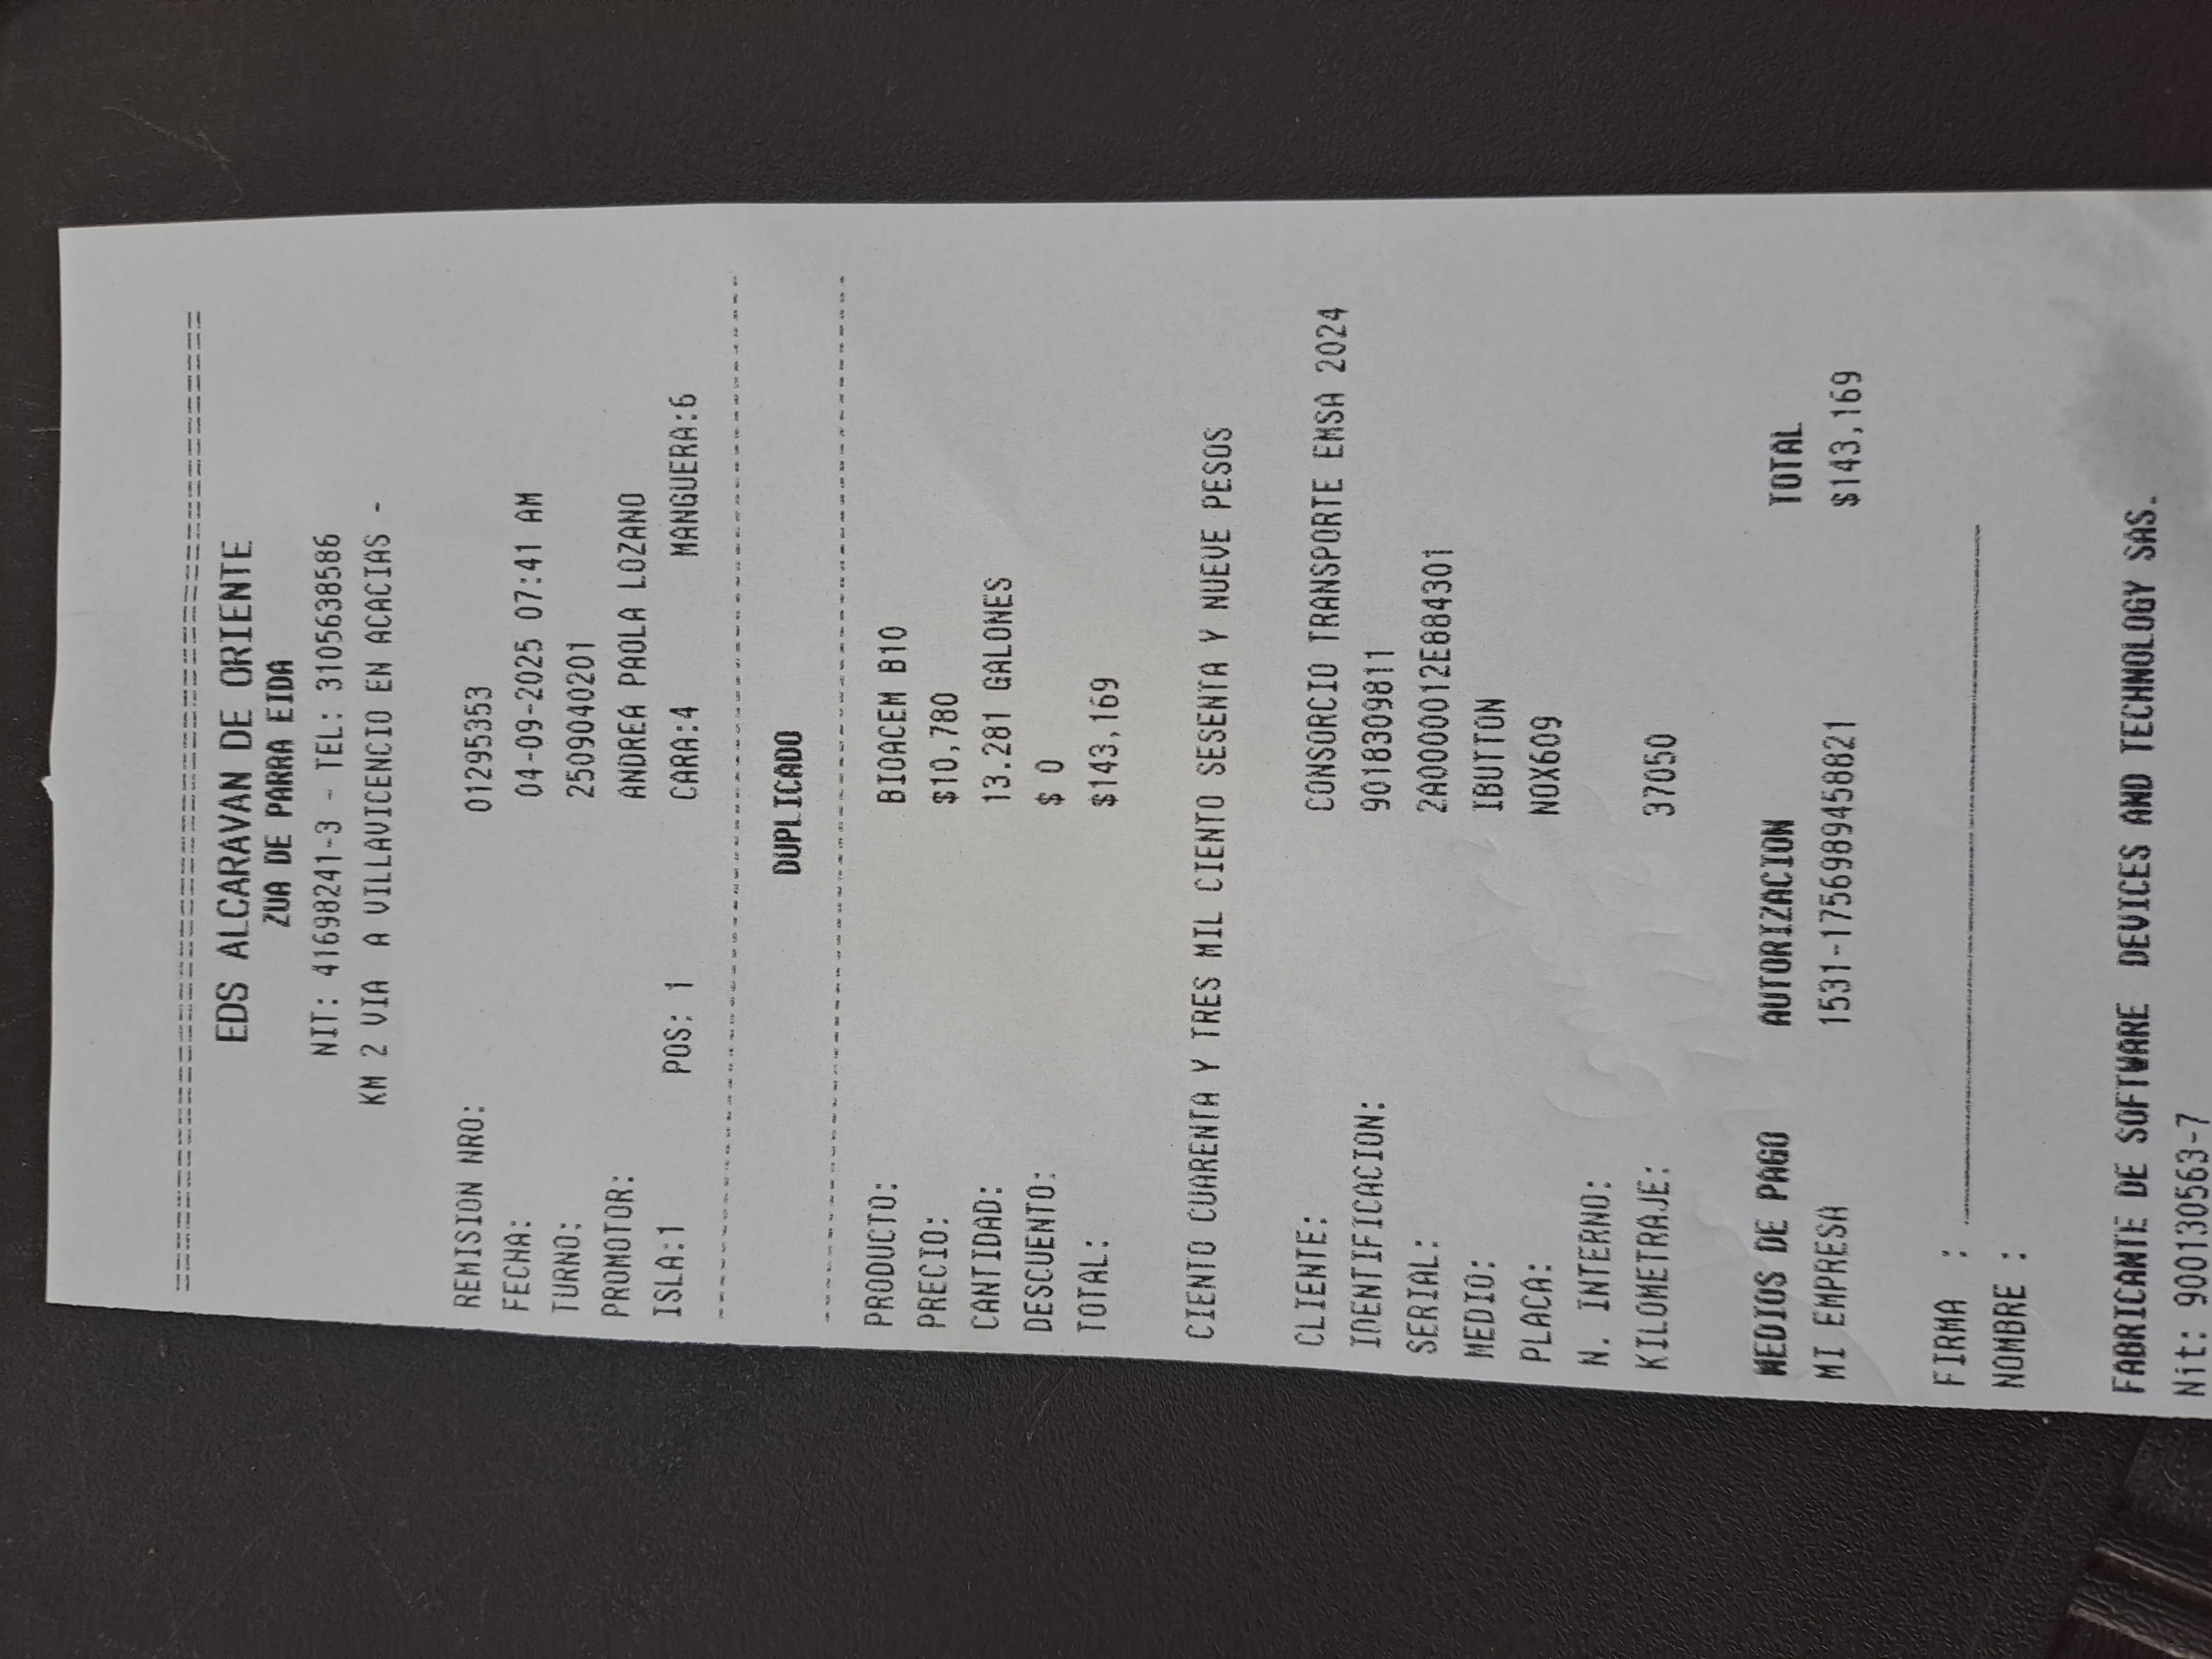 EDS ALCARAVAN DE ORIENTE
ZUA DE PARRA EIDA
NIT: 41698241-3 - TEL: 3105638586
KM 2 VIA A VILLAVICENCIO EN ACACIAS -
REMISION NRO: 01295353
FECHA: 04-09-2025 07:41 AM
TURNO: 2509040201
PROMOTOR: ANDREA PAOLA LOZANO
ISLA:1 POS: 1 CARA:4 MANGUERA:6
DUPLICADO
PRODUCTO: BIOACEM B10
PRECIO: $10,780
CANTIDAD: 13.281 GALONES
DESCUENTO: $ 0
TOTAL: $143,169
CIENTO CUARENTA Y TRES MIL CIENTO SESENTA Y NUEVE PESOS
CLIENTE: CONSORCIO TRANSPORTE EMSA 2024
IDENTIFICACION: 9018309811
SERIAL: 2A0000012E884301
MEDIO: IBUTTON
PLACA: NOX609
N. INTERNO:
KILOMETRAJE: 37050
MEDIOS DE PAGO AUTORIZACION TOTAL
MI EMPRESA 1531-1756989458821 $143,169
FIRMA :
NOMBRE :
FABRICANTE DE SOFTWARE DEVICES AND TECHNOLOGY SAS.
Nit: 900130563-7